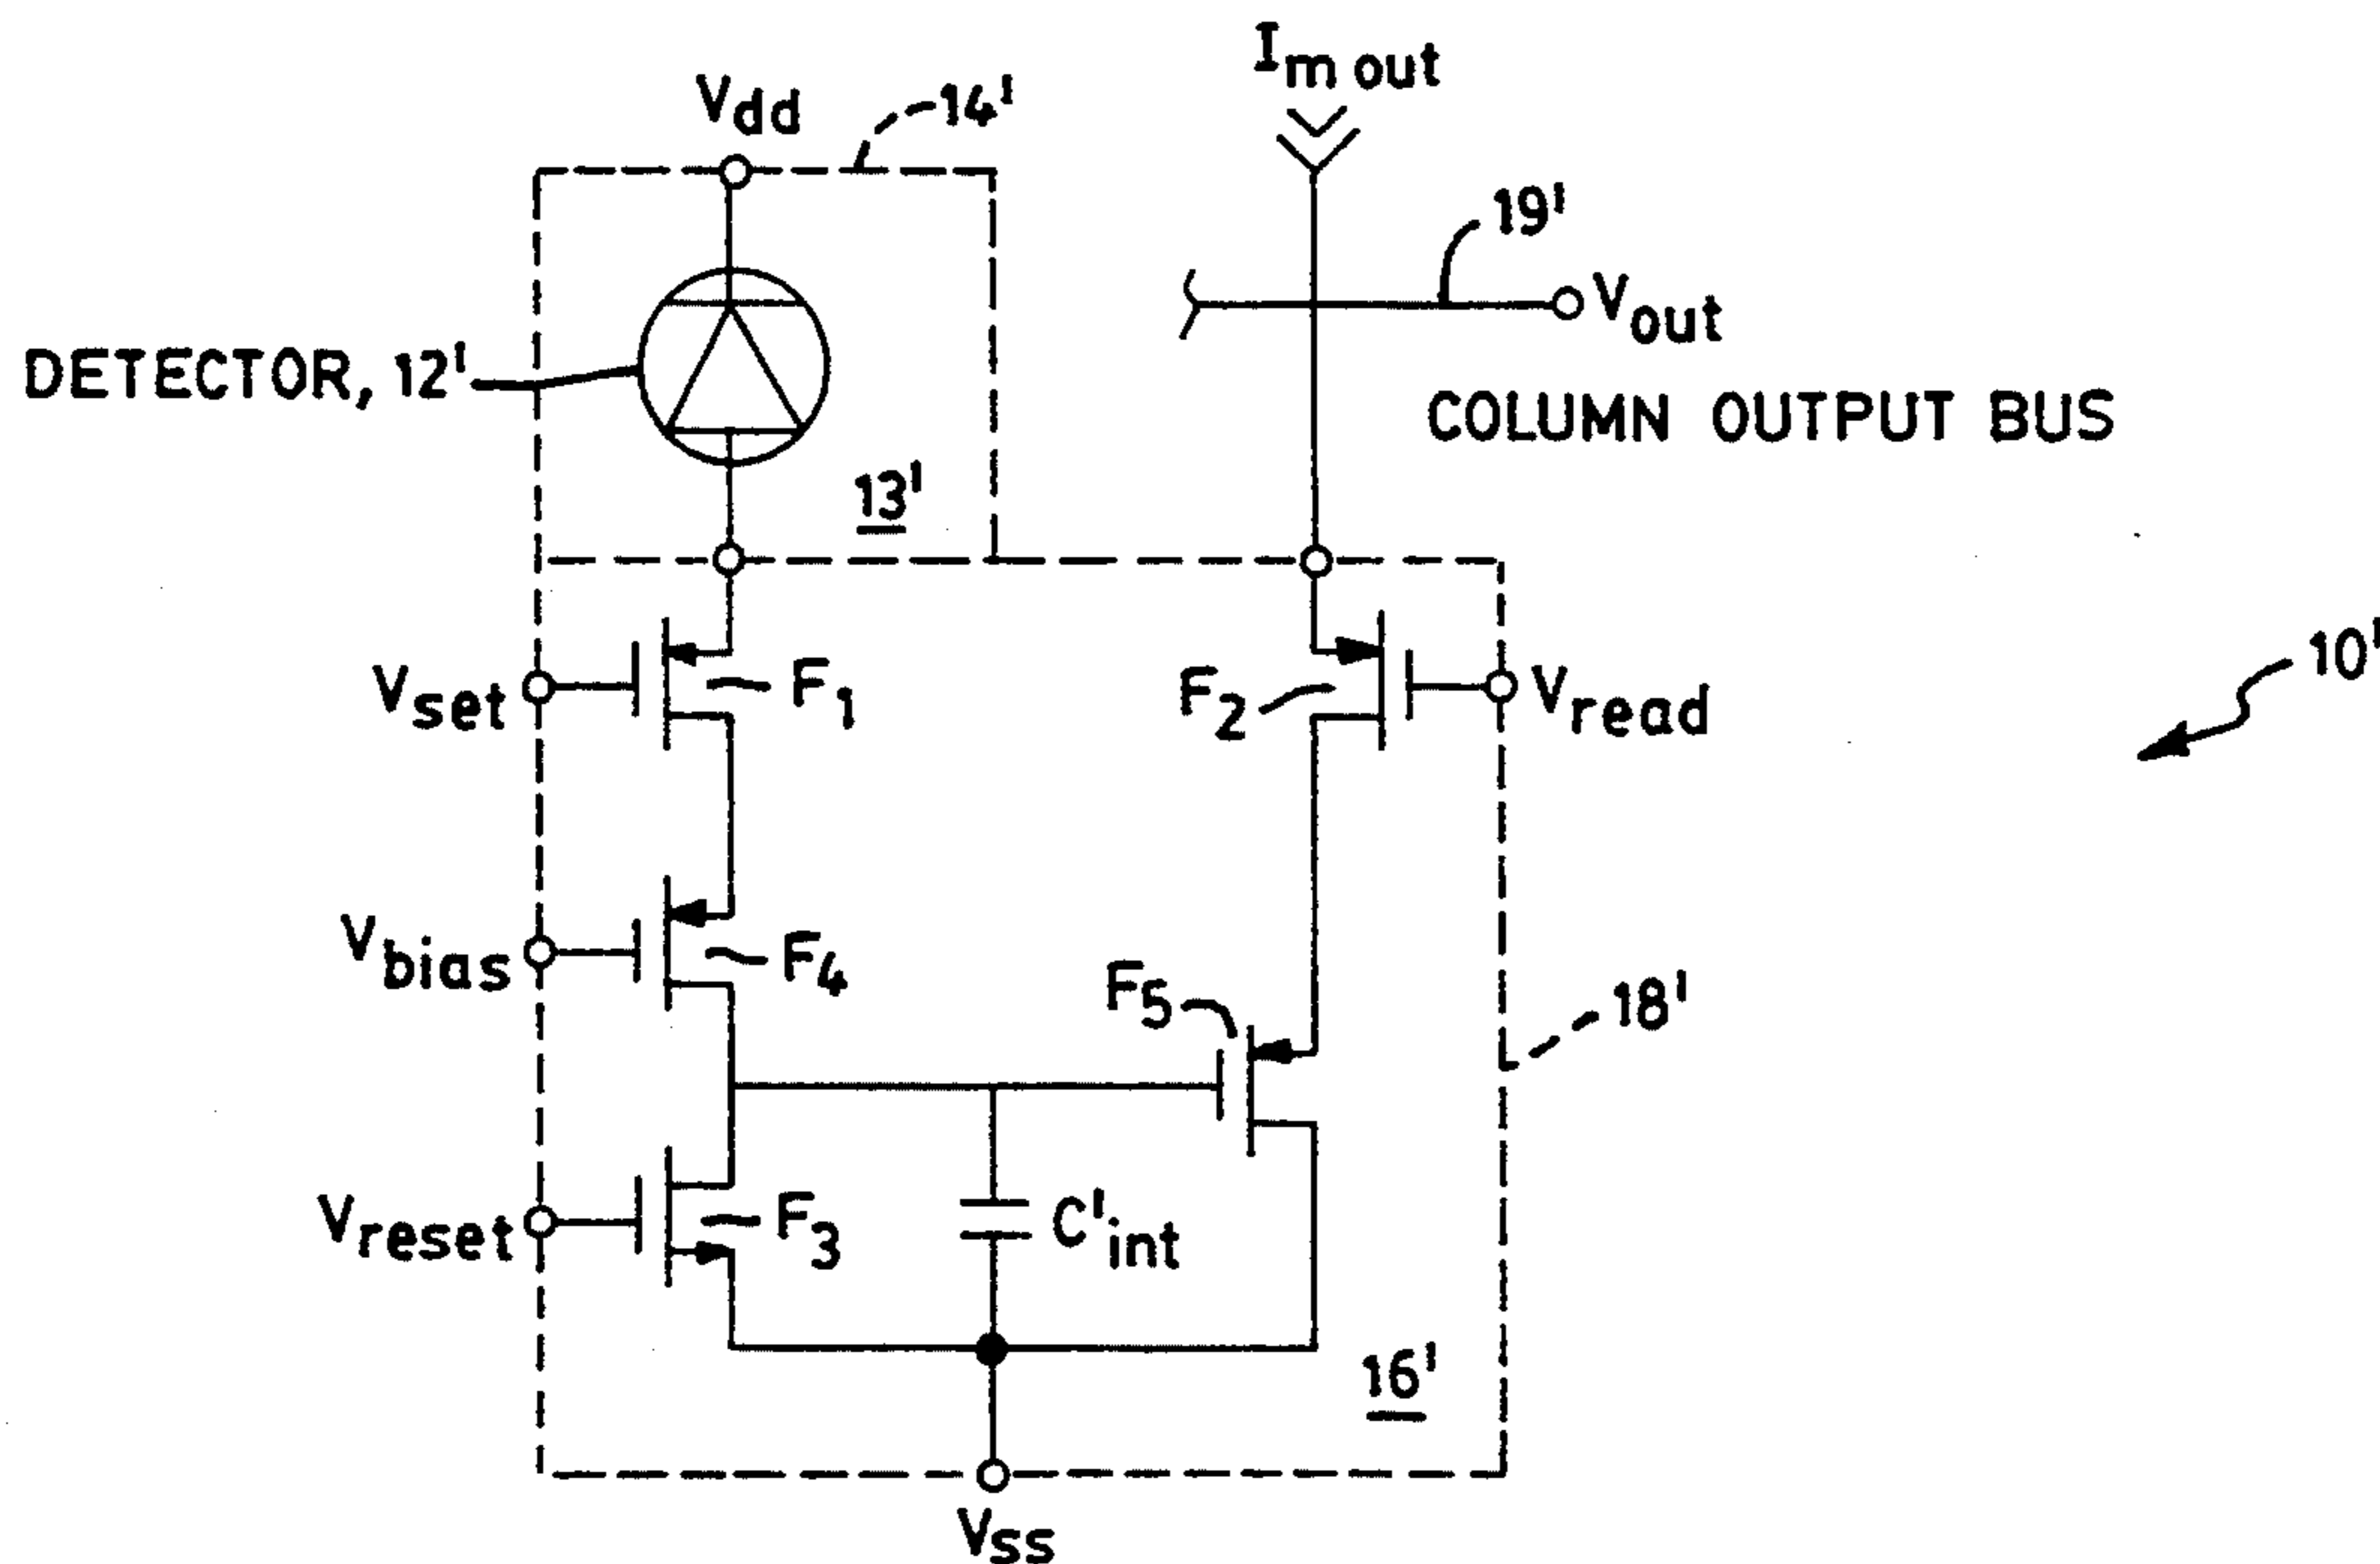 Im out
Vdd
14'
19'
Vout
DETECTOR, 12'
COLUMN OUTPUT BUS
13'
Vset
F1
F2
Vread
10'
Vbias
F4
F5
18'
Vreset
F3
C'int
16'
Vss